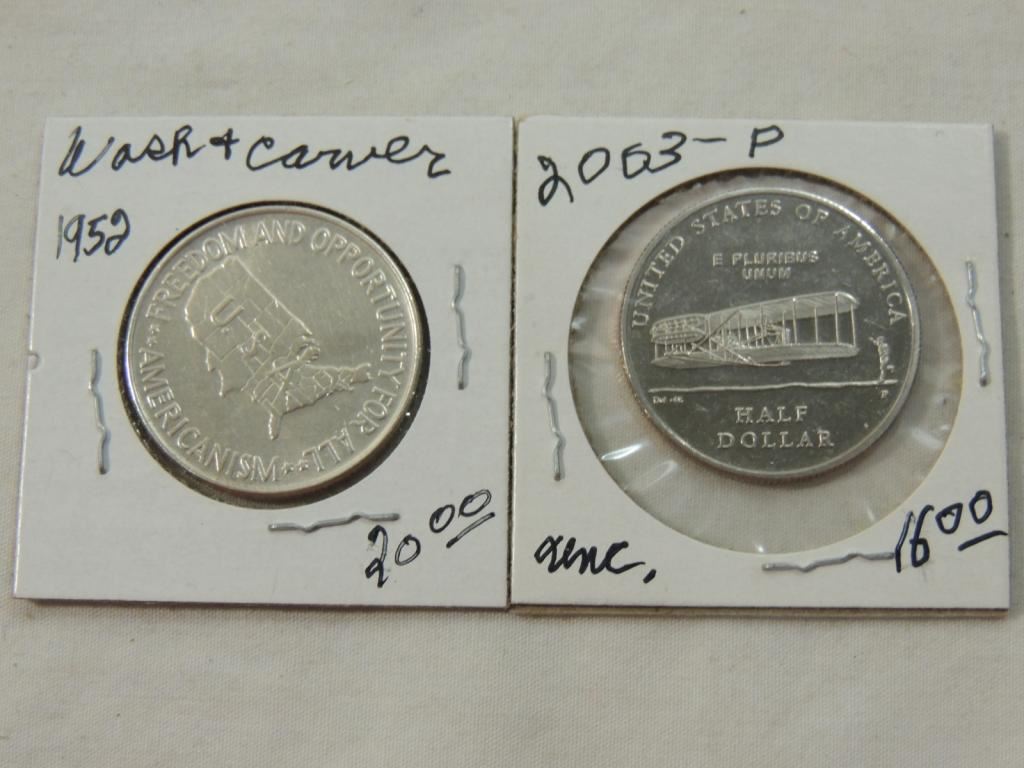 Wash + Carver
1952
FREEDOM AND OPPORTUNITY FOR ALL
AMERICANISM
U.S.A.
20 00
2003-P
UNITED STATES OF AMERICA
E PLURIBUS
UNUM
HALF
DOLLAR
P
unc.
16 00